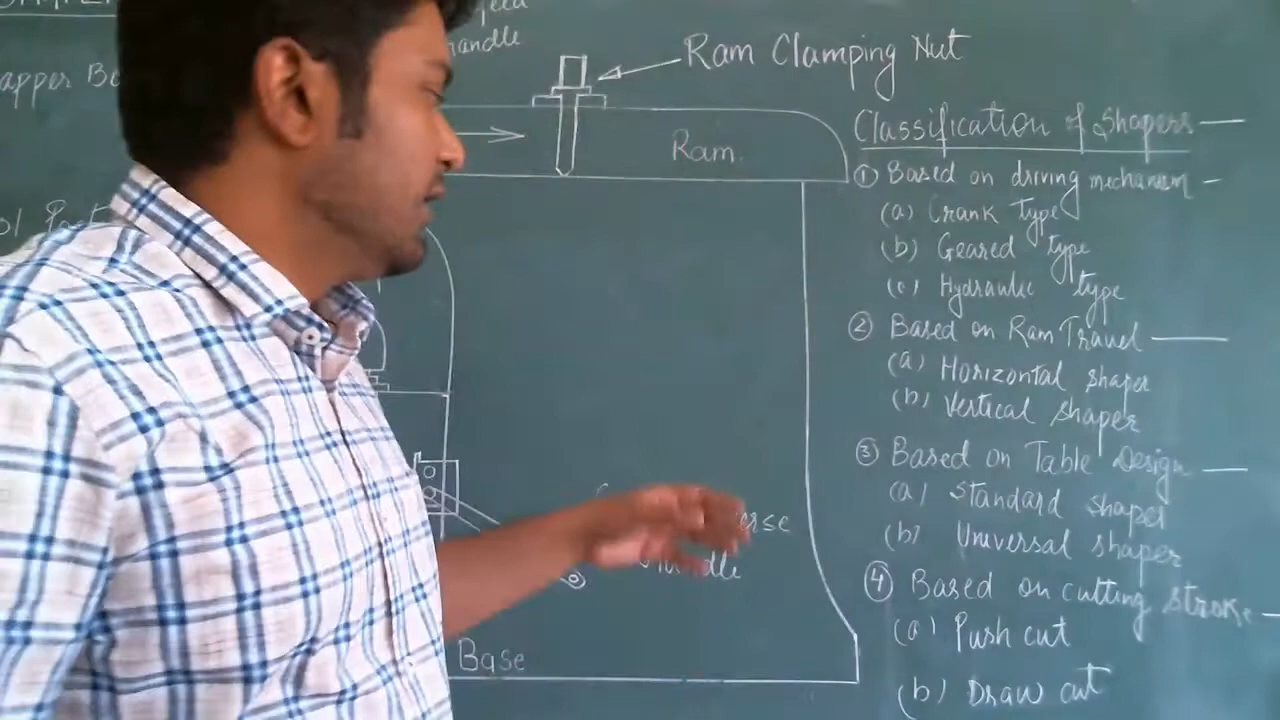 handle
Ram Clamping Nut
Ram.
Base
Classification of Shapers
① Based on driving mechanism
(a) Crank type
(b) Geared type
(c) Hydraulic type
② Based on Ram Travel
(a) Horizontal shaper
(b) Vertical shaper
③ Based on Table Design
(a) Standard shaper
(b) Universal shaper
④ Based on cutting stroke
(a) Push cut
(b) Draw cut